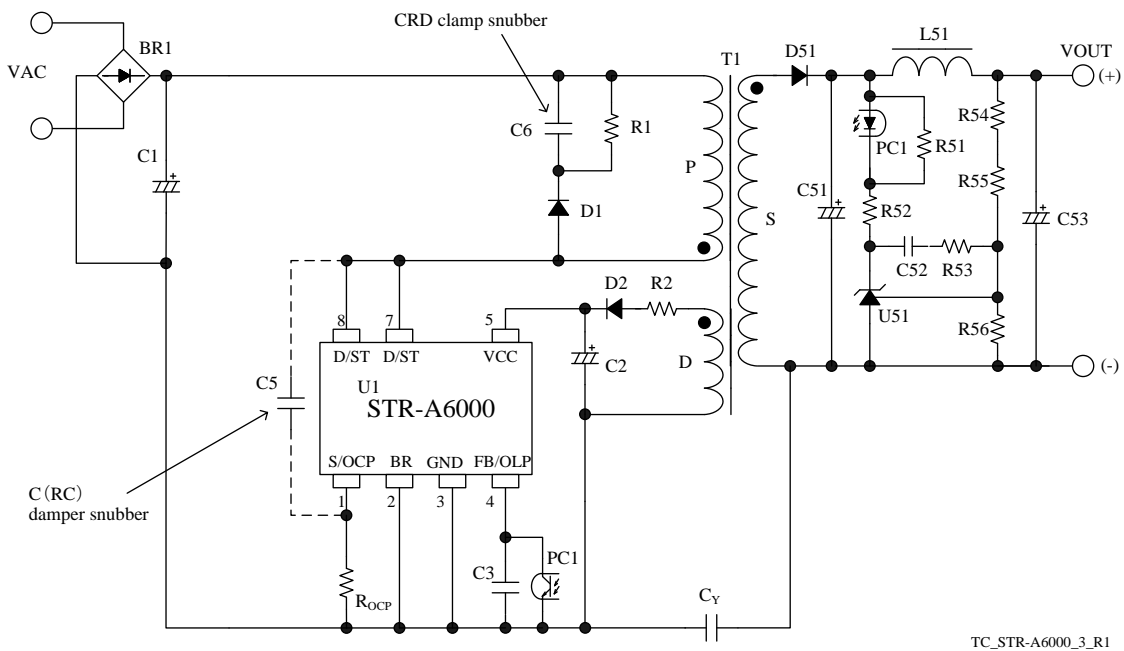 CRD clamp snubber
VAC
BR1
C1
C6
R1
D1
P
T1
S
D51
L51
VOUT
(+)
PC1
R51
R54
R55
C51
R52
C53
C52
R53
U51
R56
(-)
D2
R2
C2
D
8
7
5
D/ST
D/ST
VCC
C5
U1
STR-A6000
S/OCP
BR
GND
FB/OLP
1
2
3
4
C(RC)
damper snubber
ROCP
C3
PC1
CY
TC_STR-A6000_3_R1